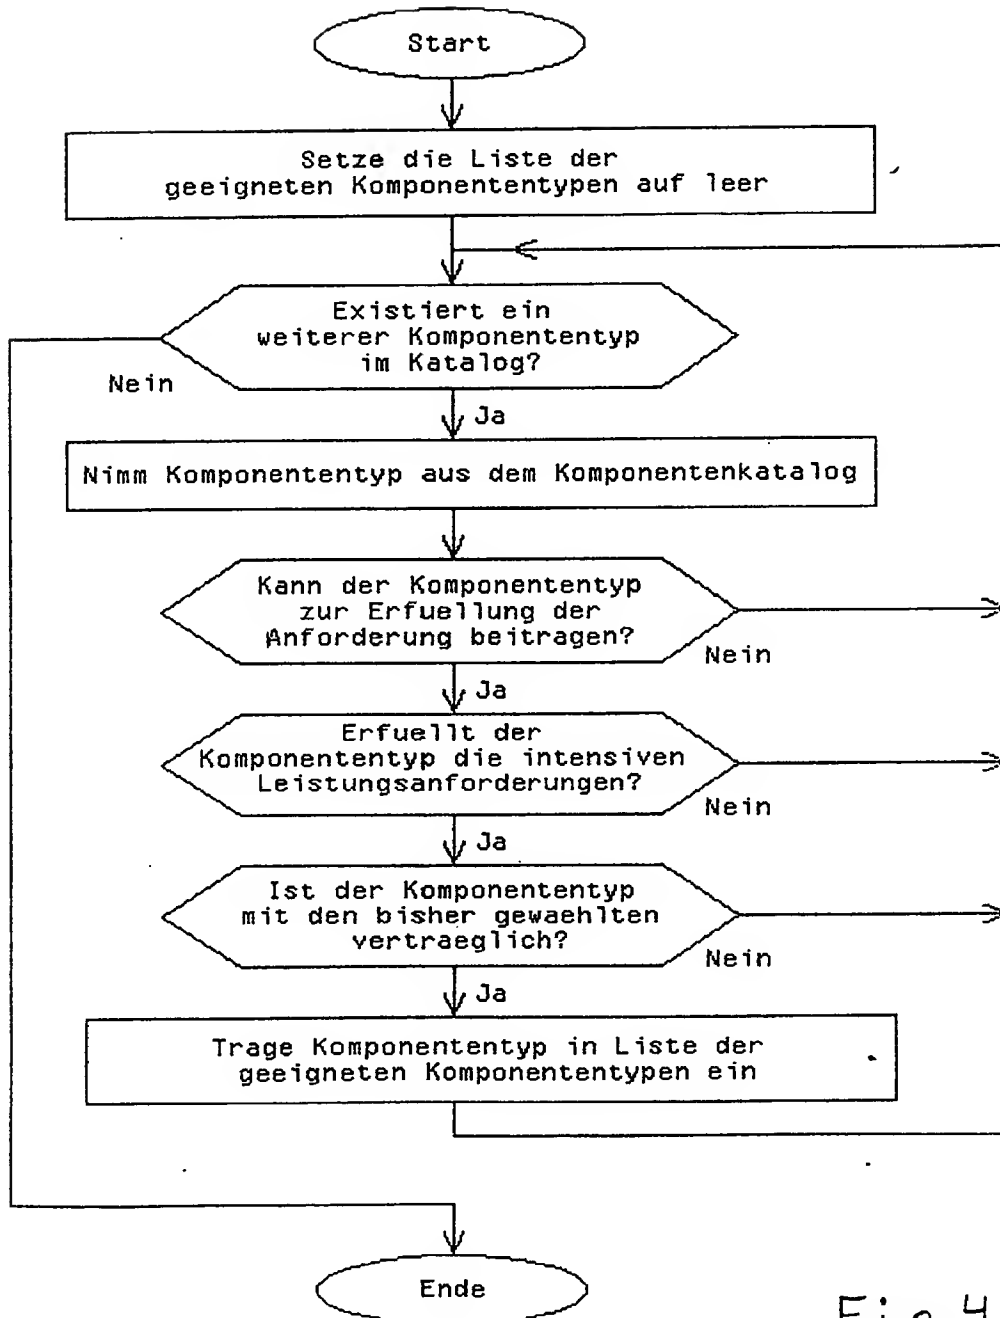 Start
Setze die Liste der
geeigneten Komponententypen auf leer
Existiert ein
weiterer Komponententyp
im Katalog?
Nein
Ja
Nimm Komponententyp aus dem Komponentenkatalog
Kann der Komponententyp
zur Erfuellung der
Anforderung beitragen?
Nein
Ja
Erfuellt der
Komponententyp die intensiven
Leistungsanforderungen?
Nein
Ja
Ist der Komponententyp
mit den bisher gewaehlten
vertraeglich?
Nein
Ja
Trage Komponententyp in Liste der
geeigneten Komponententypen ein
Ende
Fig 4